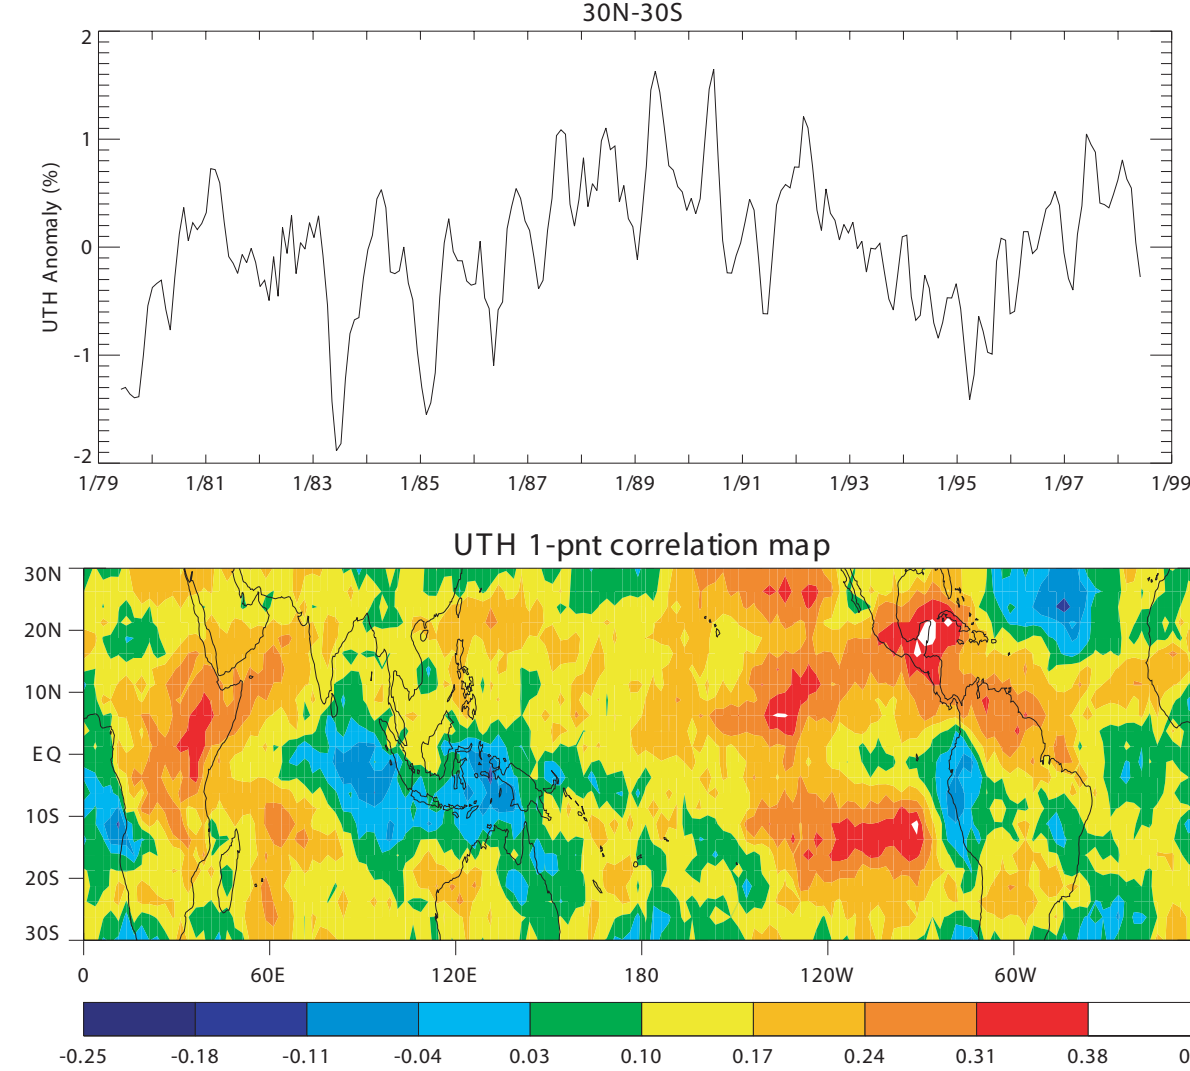 30N-30S
2
1
0
-1
-2
UTH Anomaly (%)
1/79 1/81 1/83 1/85 1/87 1/89 1/91 1/93 1/95 1/97 1/99
UTH 1-pnt correlation map
30N
20N
10N
EQ
10S
20S
30S
0 60E 120E 180 120W 60W
-0.25 -0.18 -0.11 -0.04 0.03 0.10 0.17 0.24 0.31 0.38 0